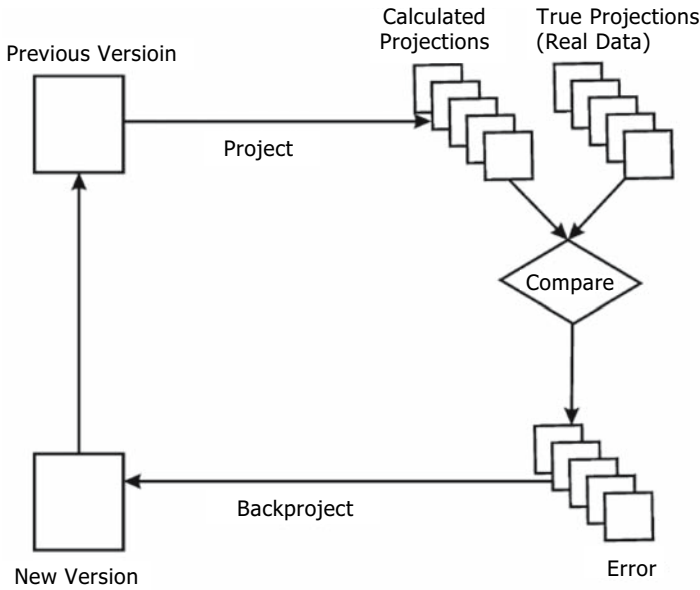 Calculated
Projections
True Projections
(Real Data)
Previous Versioin
Project
Compare
Backproject
Error
New Version